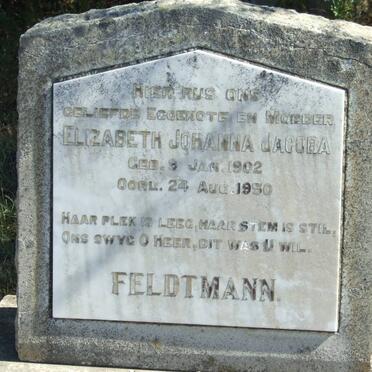 HIER RUS ONS
GELIEFDE EGGENOTE EN MOEDER
ELIZABETH JOHANNA JACOBA
GEB. 9 JAN. 1902
OORL. 24 AUG. 1950
HAAR PLEK IS LEEG, HAAR STEM IS STIL,
ONS SWYG O HEER, DIT WAS U WIL.
FELDTMANN.